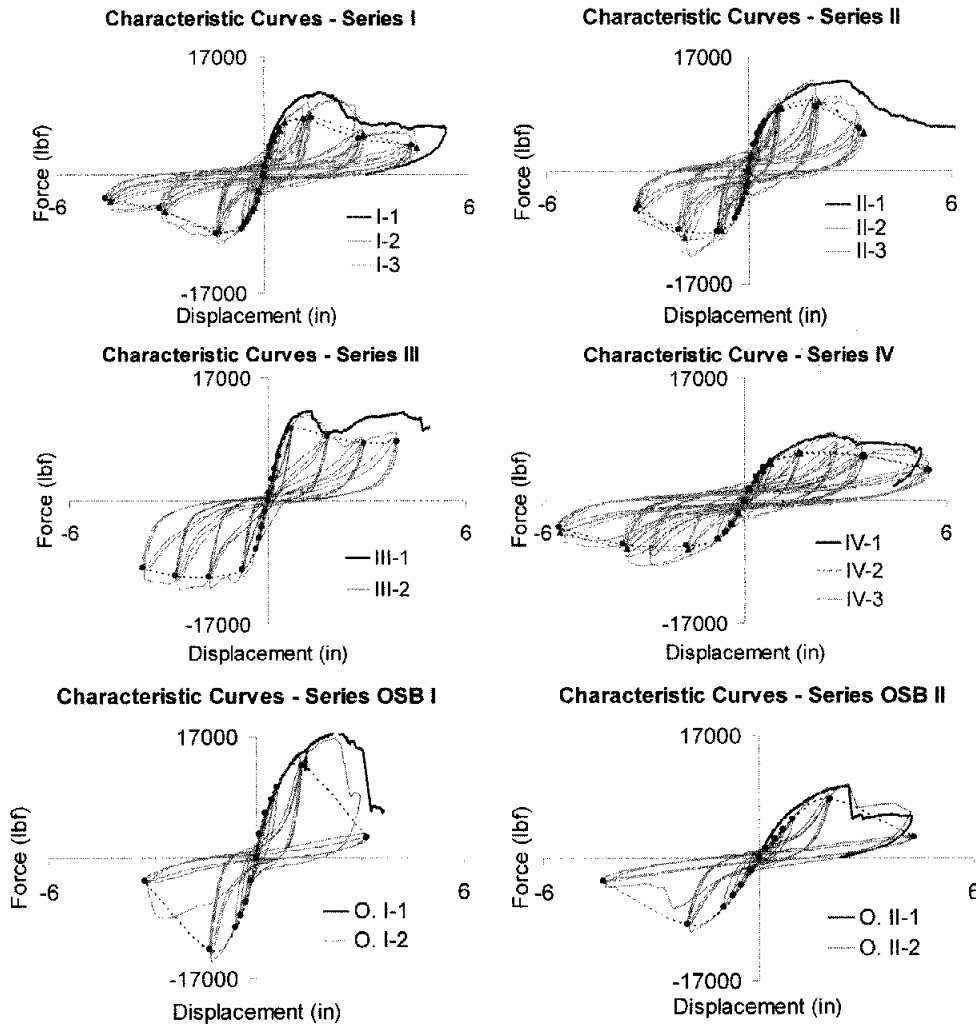 Characteristic Curves - Series I
17000
Force (lbf)
-6
6
I-1
I-2
I-3
-17000
Displacement (in)
Characteristic Curves - Series II
17000
Force (lbf)
-6
6
II-1
II-2
II-3
-17000
Displacement (in)
Characteristic Curves - Series III
17000
Force (lbf)
-6
6
III-1
III-2
-17000
Displacement (in)
Characteristic Curve - Series IV
17000
Force (lbf)
-6
6
IV-1
IV-2
IV-3
-17000
Displacement (in)
Characteristic Curves - Series OSB I
17000
Force (lbf)
-6
6
O. I-1
O. I-2
-17000
Displacement (in)
Characteristic Curves - Series OSB II
17000
Force (lbf)
-6
6
O. II-1
O. II-2
-17000
Displacement (in)